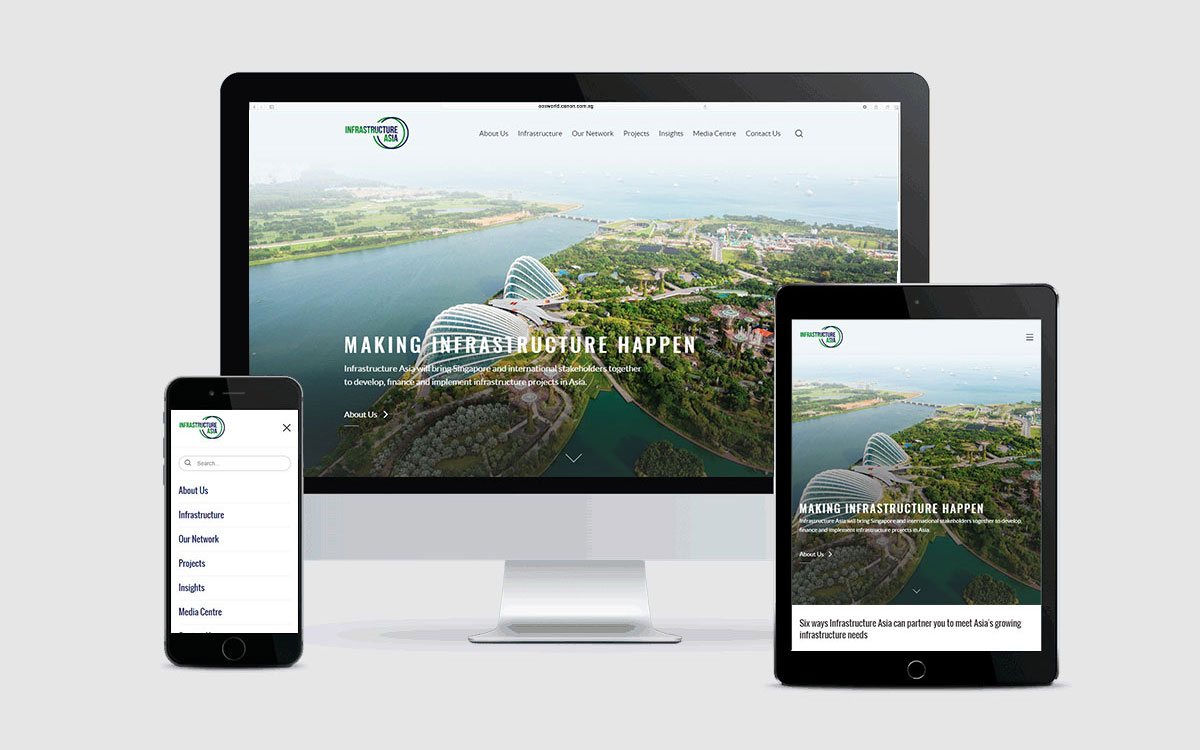 eosworld.canon.com.sg
INFRASTRUCTURE
ASIA
About Us Infrastructure Our Network Projects Insights Media Centre Contact Us
MAKING INFRASTRUCTURE HAPPEN
Infrastructure Asia will bring Singapore and international stakeholders together
to develop, finance and implement infrastructure projects in Asia.
About Us
INFRASTRUCTURE
ASIA
Search...
About Us
Infrastructure
Our Network
Projects
Insights
Media Centre
INFRASTRUCTURE
ASIA
MAKING INFRASTRUCTURE HAPPEN
Infrastructure Asia will bring Singapore and international stakeholders together to develop,
finance and implement infrastructure projects in Asia.
About Us
Six ways Infrastructure Asia can partner you to meet Asia's growing
infrastructure needs